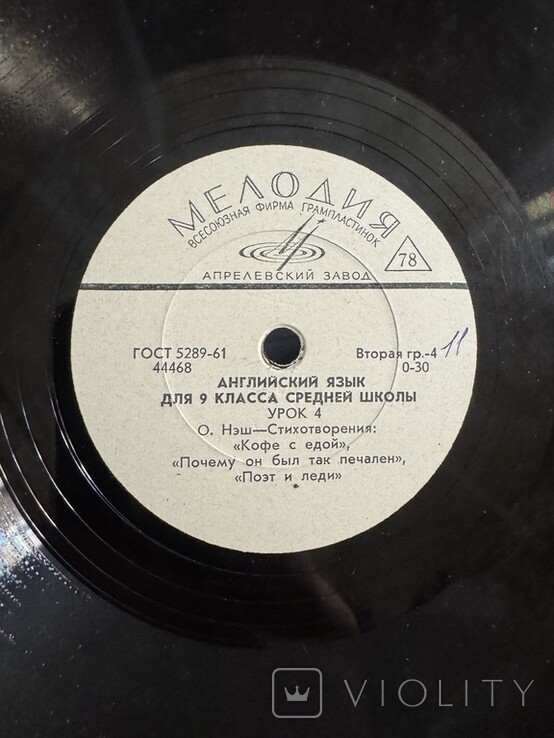 МЕЛОДИЯ
ВСЕСОЮЗНАЯ ФИРМА ГРАМПЛАСТИНОК
АПРЕЛЕВСКИЙ ЗАВОД
78
ГОСТ 5289-61
Вторая гр.-4 11
44468
0-30
АНГЛИЙСКИЙ ЯЗЫК
ДЛЯ 9 КЛАССА СРЕДНЕЙ ШКОЛЫ
УРОК 4
О. Нэш—Стихотворения:
«Кофе с едой»,
«Почему он был так печален»,
«Поэт и леди»
VIOLITY